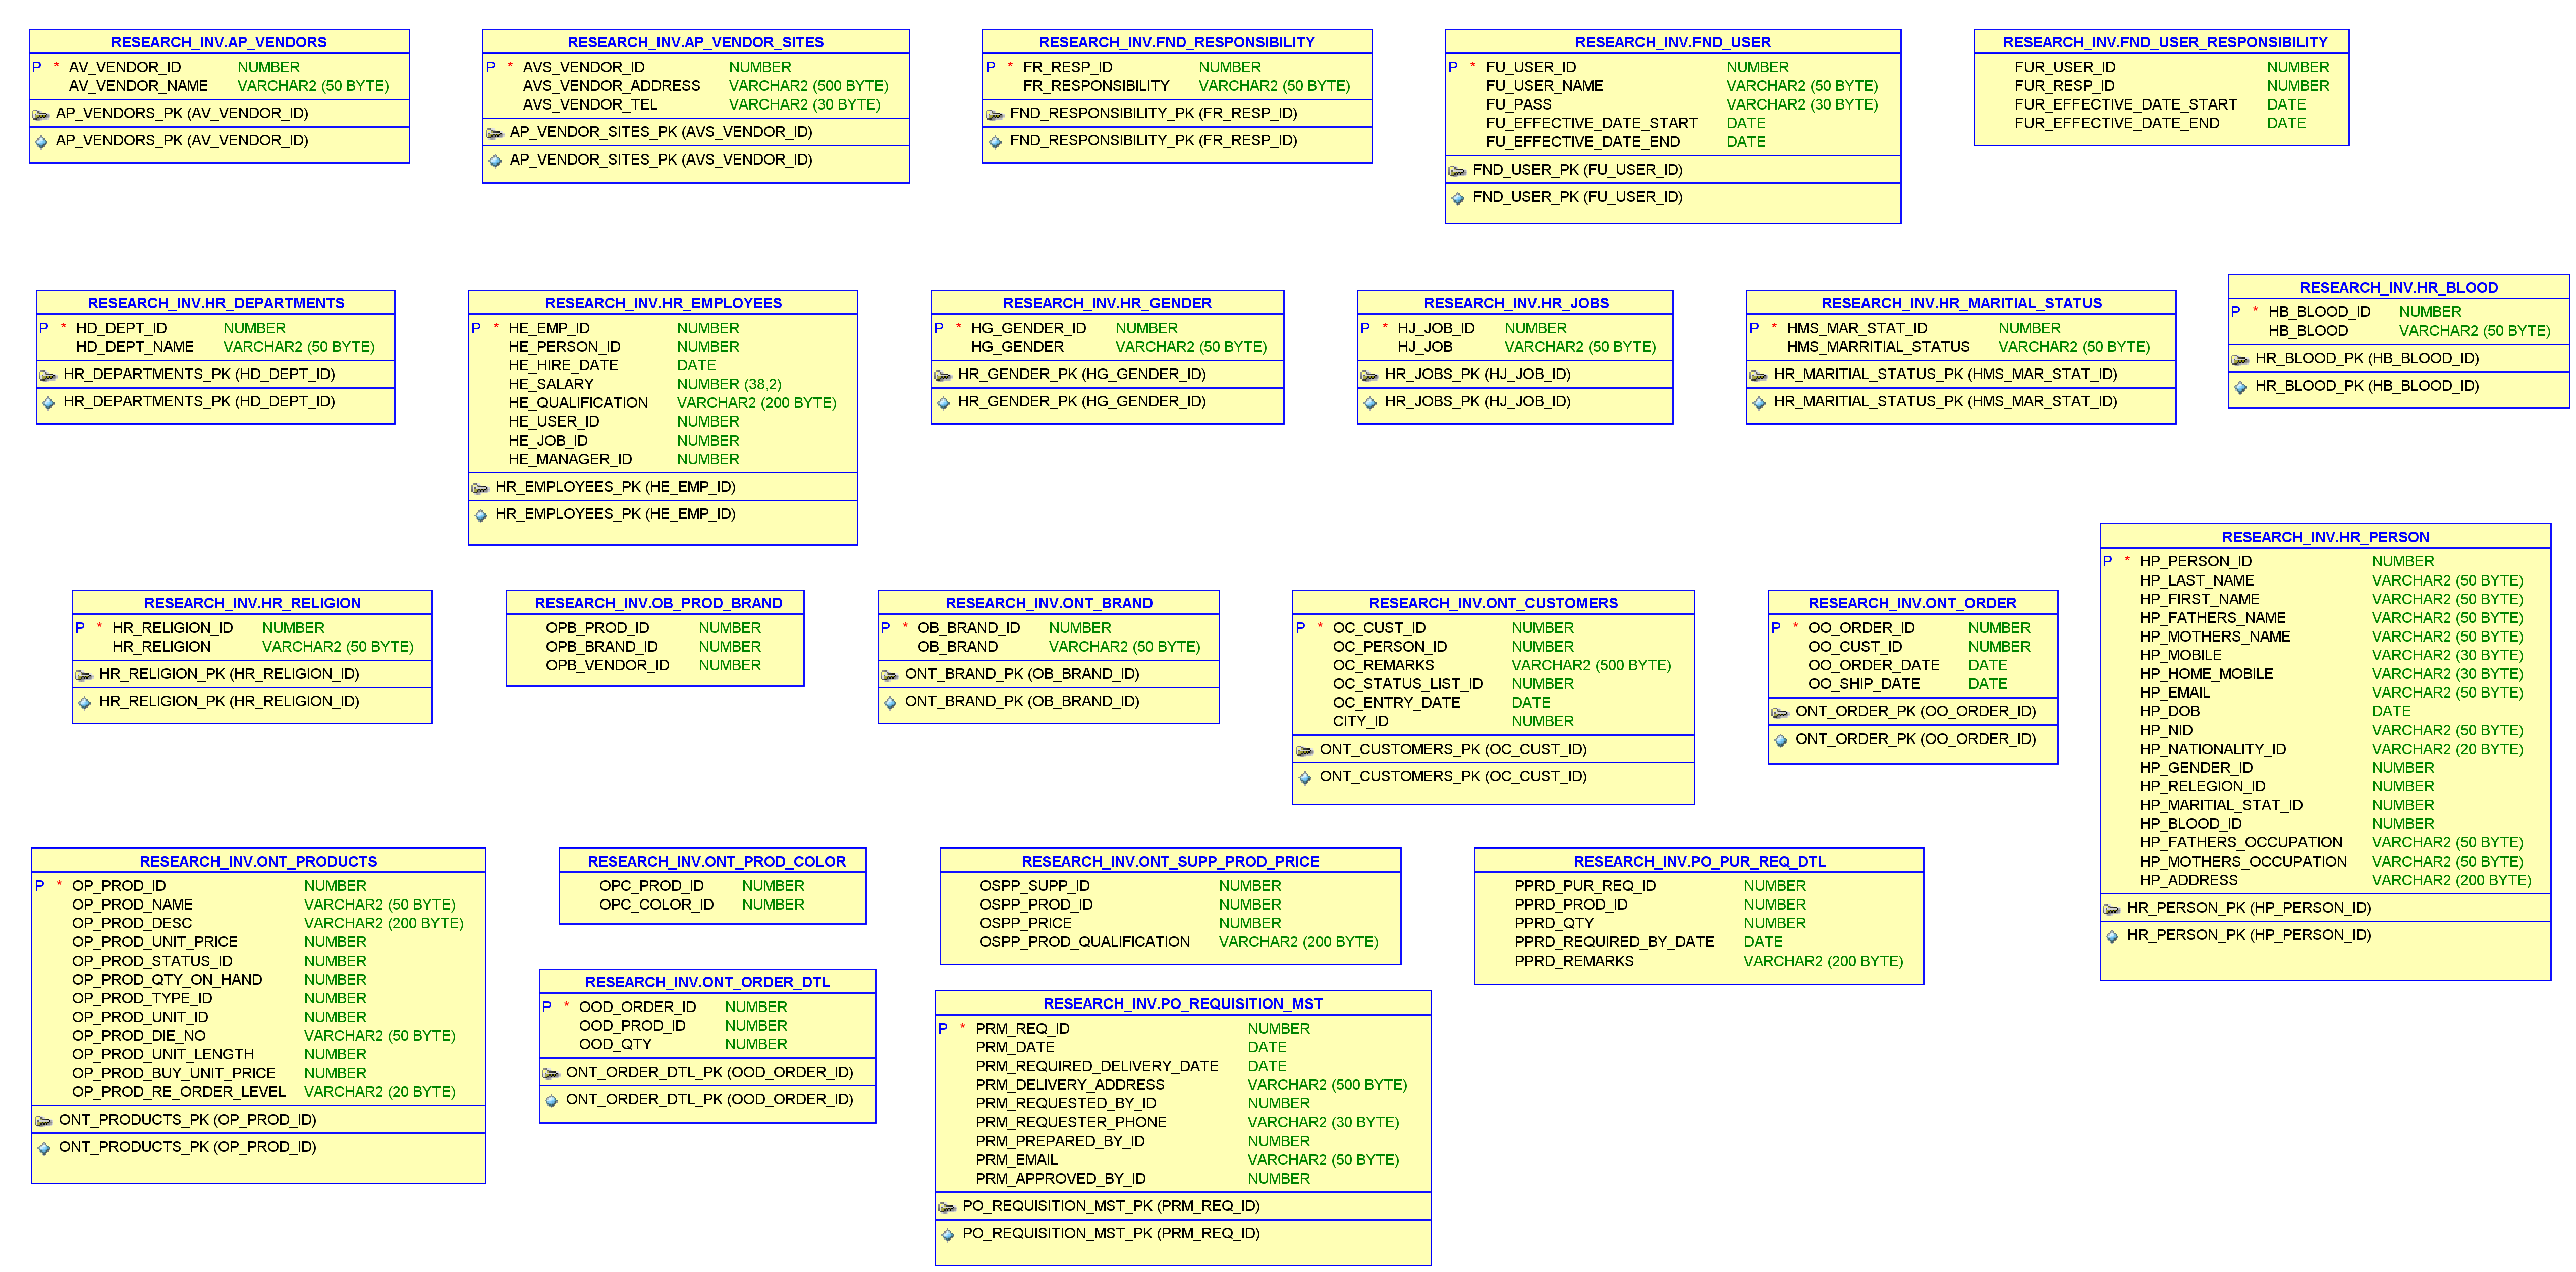 RESEARCH_INV.AP_VENDORS
P * AV_VENDOR_ID NUMBER
AV_VENDOR_NAME VARCHAR2 (50 BYTE)
AP_VENDORS_PK (AV_VENDOR_ID)
AP_VENDORS_PK (AV_VENDOR_ID)
RESEARCH_INV.AP_VENDOR_SITES
P * AVS_VENDOR_ID NUMBER
AVS_VENDOR_ADDRESS VARCHAR2 (500 BYTE)
AVS_VENDOR_TEL VARCHAR2 (30 BYTE)
AP_VENDOR_SITES_PK (AVS_VENDOR_ID)
AP_VENDOR_SITES_PK (AVS_VENDOR_ID)
RESEARCH_INV.FND_RESPONSIBILITY
P * FR_RESP_ID NUMBER
FR_RESPONSIBILITY VARCHAR2 (50 BYTE)
FND_RESPONSIBILITY_PK (FR_RESP_ID)
FND_RESPONSIBILITY_PK (FR_RESP_ID)
RESEARCH_INV.FND_USER
P * FU_USER_ID NUMBER
FU_USER_NAME VARCHAR2 (50 BYTE)
FU_PASS VARCHAR2 (30 BYTE)
FU_EFFECTIVE_DATE_START DATE
FU_EFFECTIVE_DATE_END DATE
FND_USER_PK (FU_USER_ID)
FND_USER_PK (FU_USER_ID)
RESEARCH_INV.FND_USER_RESPONSIBILITY
FUR_USER_ID NUMBER
FUR_RESP_ID NUMBER
FUR_EFFECTIVE_DATE_START DATE
FUR_EFFECTIVE_DATE_END DATE
RESEARCH_INV.HR_DEPARTMENTS
P * HD_DEPT_ID NUMBER
HD_DEPT_NAME VARCHAR2 (50 BYTE)
HR_DEPARTMENTS_PK (HD_DEPT_ID)
HR_DEPARTMENTS_PK (HD_DEPT_ID)
RESEARCH_INV.HR_EMPLOYEES
P * HE_EMP_ID NUMBER
HE_PERSON_ID NUMBER
HE_HIRE_DATE DATE
HE_SALARY NUMBER (38,2)
HE_QUALIFICATION VARCHAR2 (200 BYTE)
HE_USER_ID NUMBER
HE_JOB_ID NUMBER
HE_MANAGER_ID NUMBER
HR_EMPLOYEES_PK (HE_EMP_ID)
HR_EMPLOYEES_PK (HE_EMP_ID)
RESEARCH_INV.HR_GENDER
P * HG_GENDER_ID NUMBER
HG_GENDER VARCHAR2 (50 BYTE)
HR_GENDER_PK (HG_GENDER_ID)
HR_GENDER_PK (HG_GENDER_ID)
RESEARCH_INV.HR_JOBS
P * HJ_JOB_ID NUMBER
HJ_JOB VARCHAR2 (50 BYTE)
HR_JOBS_PK (HJ_JOB_ID)
HR_JOBS_PK (HJ_JOB_ID)
RESEARCH_INV.HR_MARITIAL_STATUS
P * HMS_MAR_STAT_ID NUMBER
HMS_MARRITIAL_STATUS VARCHAR2 (50 BYTE)
HR_MARITIAL_STATUS_PK (HMS_MAR_STAT_ID)
HR_MARITIAL_STATUS_PK (HMS_MAR_STAT_ID)
RESEARCH_INV.HR_BLOOD
P * HB_BLOOD_ID NUMBER
HB_BLOOD VARCHAR2 (50 BYTE)
HR_BLOOD_PK (HB_BLOOD_ID)
HR_BLOOD_PK (HB_BLOOD_ID)
RESEARCH_INV.HR_RELIGION
P * HR_RELIGION_ID NUMBER
HR_RELIGION VARCHAR2 (50 BYTE)
HR_RELIGION_PK (HR_RELIGION_ID)
HR_RELIGION_PK (HR_RELIGION_ID)
RESEARCH_INV.OB_PROD_BRAND
OPB_PROD_ID NUMBER
OPB_BRAND_ID NUMBER
OPB_VENDOR_ID NUMBER
RESEARCH_INV.ONT_BRAND
P * OB_BRAND_ID NUMBER
OB_BRAND VARCHAR2 (50 BYTE)
ONT_BRAND_PK (OB_BRAND_ID)
ONT_BRAND_PK (OB_BRAND_ID)
RESEARCH_INV.ONT_CUSTOMERS
P * OC_CUST_ID NUMBER
OC_PERSON_ID NUMBER
OC_REMARKS VARCHAR2 (500 BYTE)
OC_STATUS_LIST_ID NUMBER
OC_ENTRY_DATE DATE
CITY_ID NUMBER
ONT_CUSTOMERS_PK (OC_CUST_ID)
ONT_CUSTOMERS_PK (OC_CUST_ID)
RESEARCH_INV.ONT_ORDER
P * OO_ORDER_ID NUMBER
OO_CUST_ID NUMBER
OO_ORDER_DATE DATE
OO_SHIP_DATE DATE
ONT_ORDER_PK (OO_ORDER_ID)
ONT_ORDER_PK (OO_ORDER_ID)
RESEARCH_INV.HR_PERSON
P * HP_PERSON_ID NUMBER
HP_LAST_NAME VARCHAR2 (50 BYTE)
HP_FIRST_NAME VARCHAR2 (50 BYTE)
HP_FATHERS_NAME VARCHAR2 (50 BYTE)
HP_MOTHERS_NAME VARCHAR2 (50 BYTE)
HP_MOBILE VARCHAR2 (30 BYTE)
HP_HOME_MOBILE VARCHAR2 (30 BYTE)
HP_EMAIL VARCHAR2 (50 BYTE)
HP_DOB DATE
HP_NID VARCHAR2 (50 BYTE)
HP_NATIONALITY_ID VARCHAR2 (20 BYTE)
HP_GENDER_ID NUMBER
HP_RELEGION_ID NUMBER
HP_MARITIAL_STAT_ID NUMBER
HP_BLOOD_ID NUMBER
HP_FATHERS_OCCUPATION VARCHAR2 (50 BYTE)
HP_MOTHERS_OCCUPATION VARCHAR2 (50 BYTE)
HP_ADDRESS VARCHAR2 (200 BYTE)
HR_PERSON_PK (HP_PERSON_ID)
HR_PERSON_PK (HP_PERSON_ID)
RESEARCH_INV.ONT_PRODUCTS
P * OP_PROD_ID NUMBER
OP_PROD_NAME VARCHAR2 (50 BYTE)
OP_PROD_DESC VARCHAR2 (200 BYTE)
OP_PROD_UNIT_PRICE NUMBER
OP_PROD_STATUS_ID NUMBER
OP_PROD_QTY_ON_HAND NUMBER
OP_PROD_TYPE_ID NUMBER
OP_PROD_UNIT_ID NUMBER
OP_PROD_DIE_NO VARCHAR2 (50 BYTE)
OP_PROD_UNIT_LENGTH NUMBER
OP_PROD_BUY_UNIT_PRICE NUMBER
OP_PROD_RE_ORDER_LEVEL VARCHAR2 (20 BYTE)
ONT_PRODUCTS_PK (OP_PROD_ID)
ONT_PRODUCTS_PK (OP_PROD_ID)
RESEARCH_INV.ONT_PROD_COLOR
OPC_PROD_ID NUMBER
OPC_COLOR_ID NUMBER
RESEARCH_INV.ONT_ORDER_DTL
P * OOD_ORDER_ID NUMBER
OOD_PROD_ID NUMBER
OOD_QTY NUMBER
ONT_ORDER_DTL_PK (OOD_ORDER_ID)
ONT_ORDER_DTL_PK (OOD_ORDER_ID)
RESEARCH_INV.ONT_SUPP_PROD_PRICE
OSPP_SUPP_ID NUMBER
OSPP_PROD_ID NUMBER
OSPP_PRICE NUMBER
OSPP_PROD_QUALIFICATION VARCHAR2 (200 BYTE)
RESEARCH_INV.PO_REQUISITION_MST
P * PRM_REQ_ID NUMBER
PRM_DATE DATE
PRM_REQUIRED_DELIVERY_DATE DATE
PRM_DELIVERY_ADDRESS VARCHAR2 (500 BYTE)
PRM_REQUESTED_BY_ID NUMBER
PRM_REQUESTER_PHONE VARCHAR2 (30 BYTE)
PRM_PREPARED_BY_ID NUMBER
PRM_EMAIL VARCHAR2 (50 BYTE)
PRM_APPROVED_BY_ID NUMBER
PO_REQUISITION_MST_PK (PRM_REQ_ID)
PO_REQUISITION_MST_PK (PRM_REQ_ID)
RESEARCH_INV.PO_PUR_REQ_DTL
PPRD_PUR_REQ_ID NUMBER
PPRD_PROD_ID NUMBER
PPRD_QTY NUMBER
PPRD_REQUIRED_BY_DATE DATE
PPRD_REMARKS VARCHAR2 (200 BYTE)